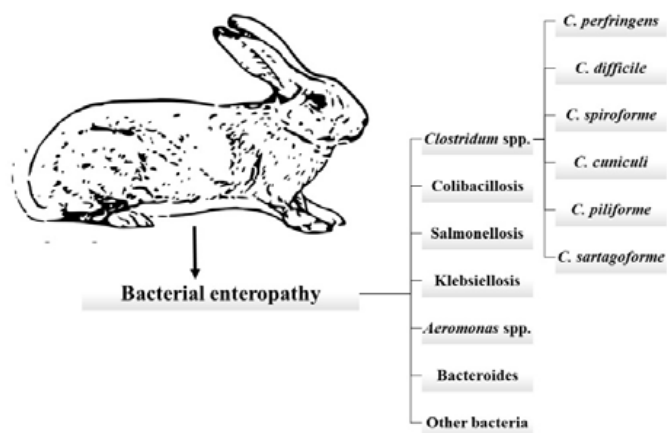 Bacterial enteropathy
Clostridum spp.
Colibacillosis
Salmonellosis
Klebsiellosis
Aeromonas spp.
Bacteroides
Other bacteria
C. perfringens
C. difficile
C. spiroforme
C. cuniculi
C. piliforme
C. sartagoforme